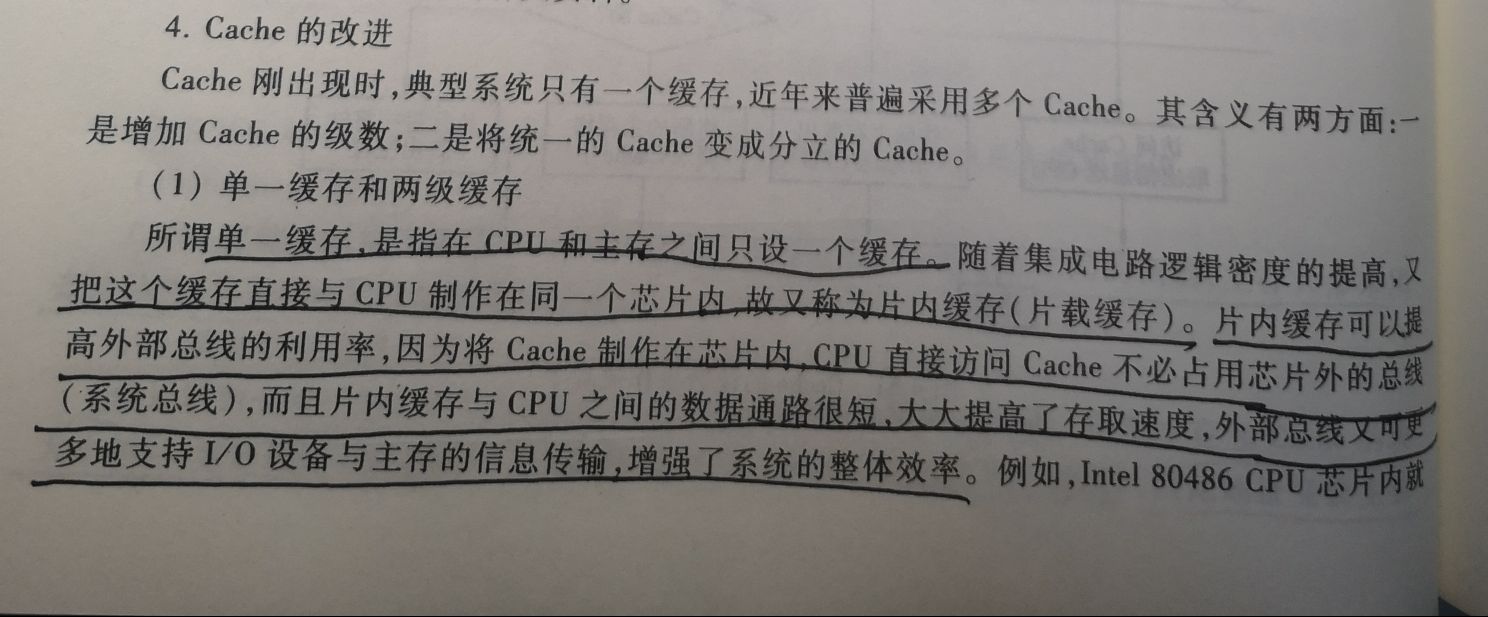 4. Cache 的改进
Cache 刚出现时,典型系统只有一个缓存,近年来普遍采用多个 Cache。其含义有两方面:一
是增加 Cache 的级数;二是将统一的 Cache 变成分立的 Cache。
(1) 单一缓存和两级缓存
所谓单一缓存,是指在 CPU 和主存之间只设一个缓存。随着集成电路逻辑密度的提高,又
把这个缓存直接与 CPU 制作在同一个芯片内,故又称为片内缓存(片载缓存)。片内缓存可以提
高外部总线的利用率,因为将 Cache 制作在芯片内,CPU 直接访问 Cache 不必占用芯片外的总线
(系统总线),而且片内缓存与 CPU 之间的数据通路很短,大大提高了存取速度,外部总线又可更
多地支持 I/O 设备与主存的信息传输,增强了系统的整体效率。例如,Intel 80486 CPU 芯片内就